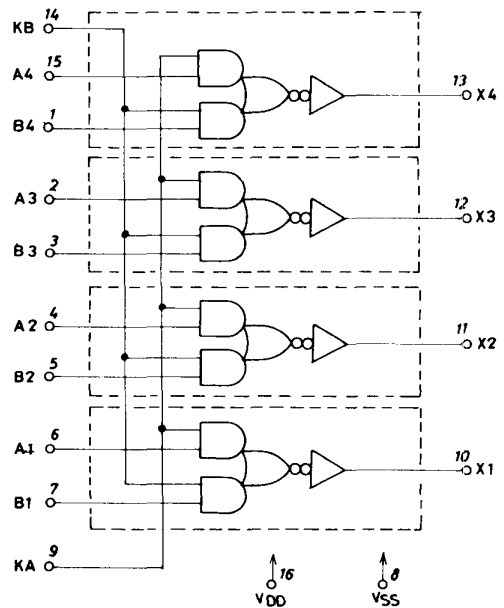 KB 14
A4 15
B4 1
13 X4
A3 2
B3 3
12 X3
A2 4
B2 5
11 X2
A1 6
B1 7
10 X1
KA 9
16 VDD
8 VSS